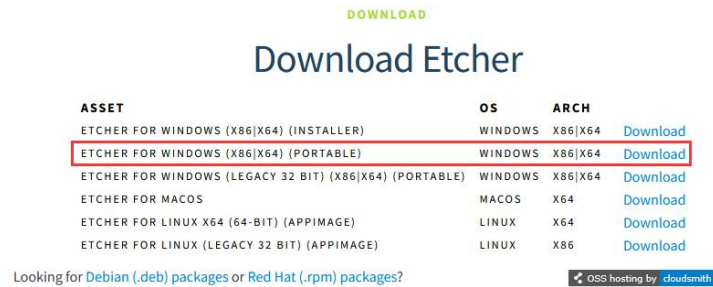 DOWNLOAD
Download Etcher
ASSET OS ARCH
ETCHER FOR WINDOWS (X86|X64) (INSTALLER) WINDOWS X86|X64 Download
ETCHER FOR WINDOWS (X86|X64) (PORTABLE) WINDOWS X86|X64 Download
ETCHER FOR WINDOWS (LEGACY 32 BIT) (X86|X64) (PORTABLE) WINDOWS X86|X64 Download
ETCHER FOR MACOS MACOS X64 Download
ETCHER FOR LINUX X64 (64-BIT) (APPIMAGE) LINUX X64 Download
ETCHER FOR LINUX (LEGACY 32 BIT) (APPIMAGE) LINUX X86 Download
Looking for Debian (.deb) packages or Red Hat (.rpm) packages? OSS hosting by cloudsmith